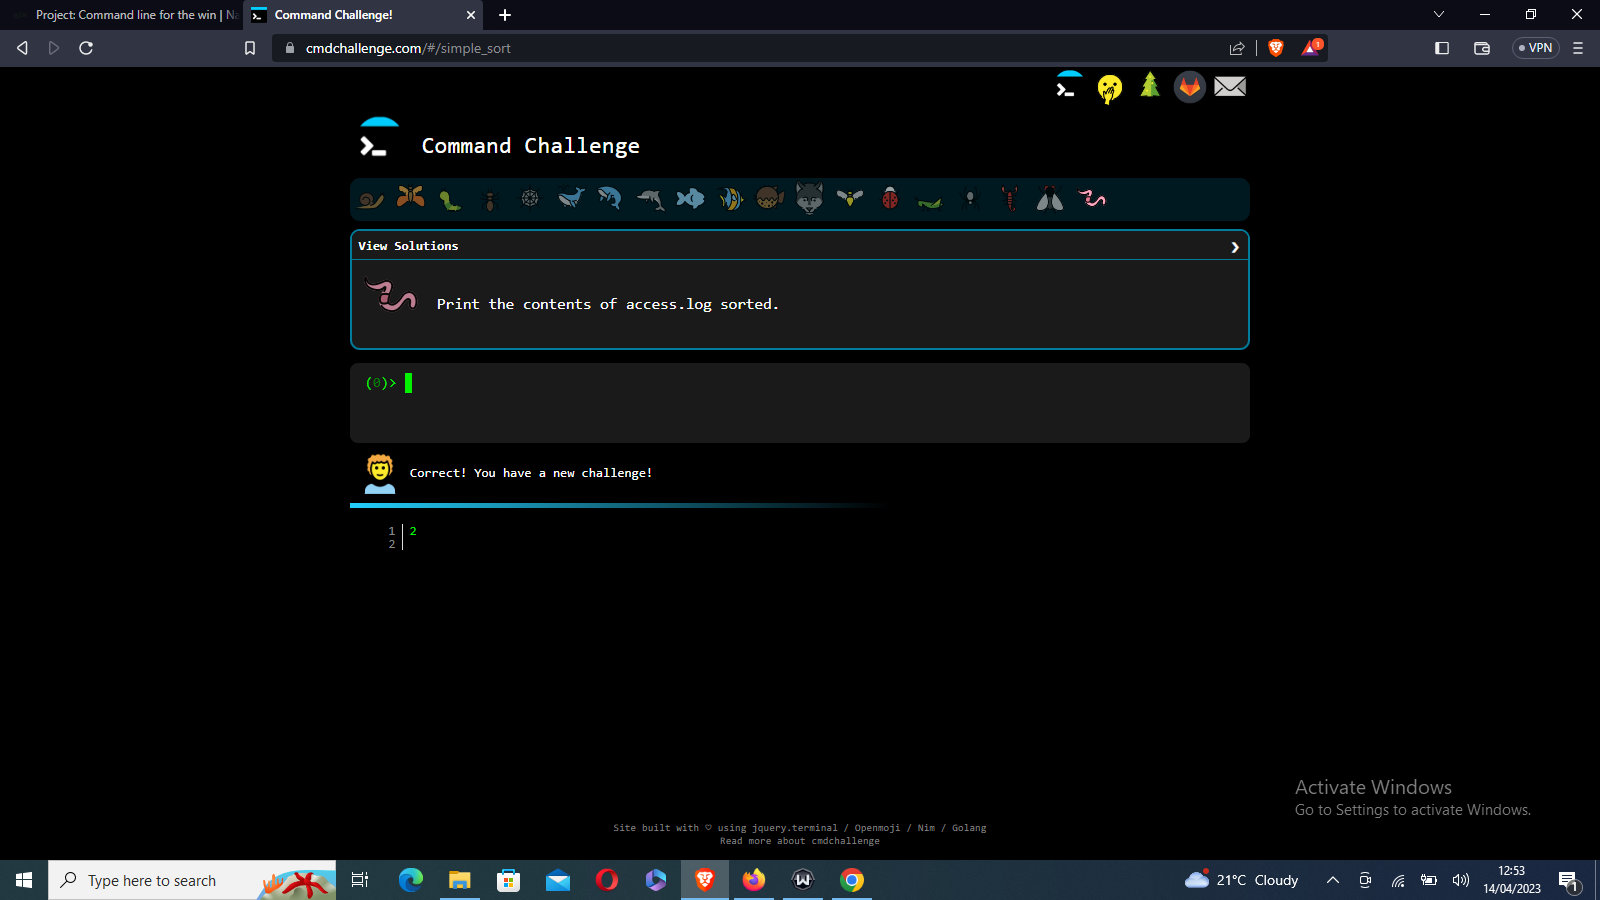 Project: Command line for the win | Na
Command Challenge!
cmdchallenge.com/#/simple_sort
1
VPN
Command Challenge
View Solutions
Print the contents of access.log sorted.
(0)>
Correct! You have a new challenge!
1 2
2
Activate Windows
Go to Settings to activate Windows.
Site built with ♡ using jquery.terminal / Openmoji / Nim / Golang
Read more about cmdchallenge
Type here to search
21°C Cloudy
12:53
14/04/2023
1